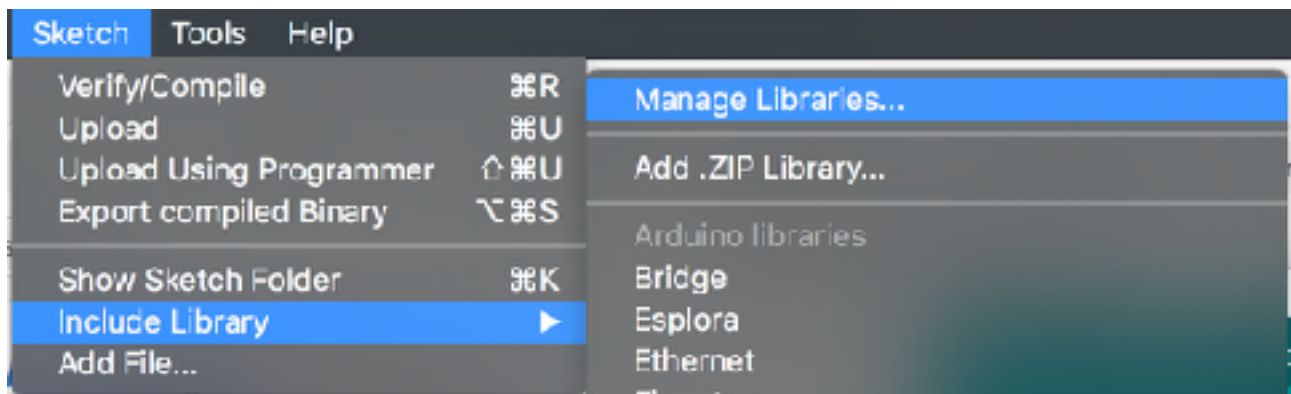 Sketch Tools Help
Verify/Compile ⌘R
Upload ⌘U
Upload Using Programmer ⇧⌘U
Export compiled Binary ⌥⌘S
Show Sketch Folder ⌘K
Include Library ▶
Add File...
Manage Libraries...
Add .ZIP Library...
Arduino libraries
Bridge
Esplora
Ethernet